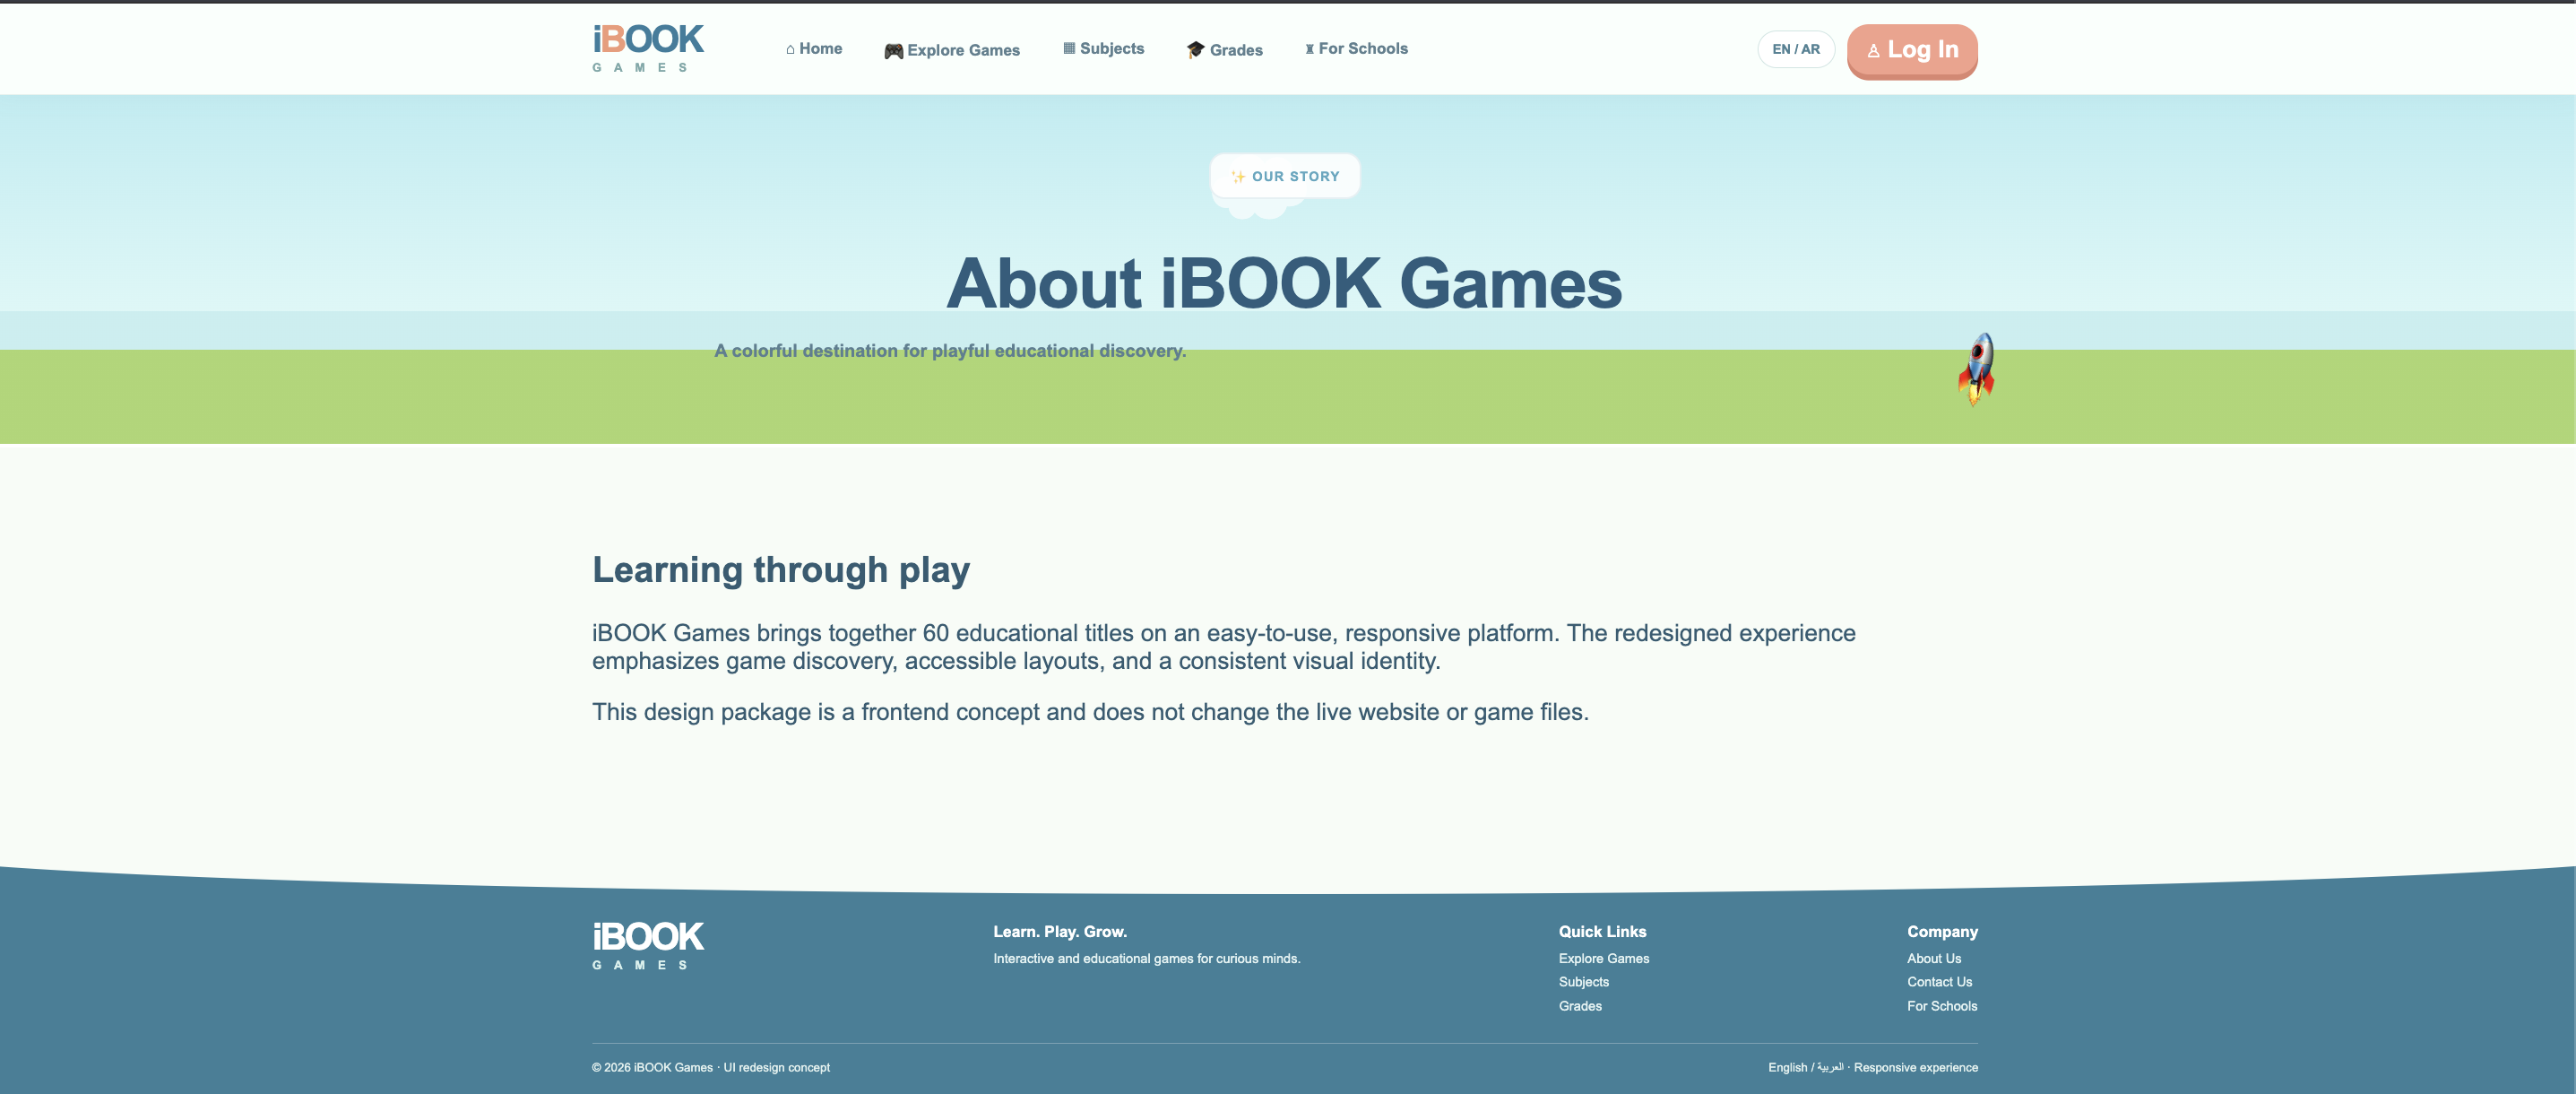 iBOOK
GAMES
Home
Explore Games
Subjects
Grades
For Schools
EN / AR
Log In
✨ OUR STORY
About iBOOK Games
A colorful destination for playful educational discovery.
Learning through play
iBOOK Games brings together 60 educational titles on an easy-to-use, responsive platform. The redesigned experience
emphasizes game discovery, accessible layouts, and a consistent visual identity.
This design package is a frontend concept and does not change the live website or game files.
iBOOK
GAMES
Learn. Play. Grow.
Interactive and educational games for curious minds.
Quick Links
Explore Games
Subjects
Grades
Company
About Us
Contact Us
For Schools
© 2026 iBOOK Games · UI redesign concept
English / العربية · Responsive experience